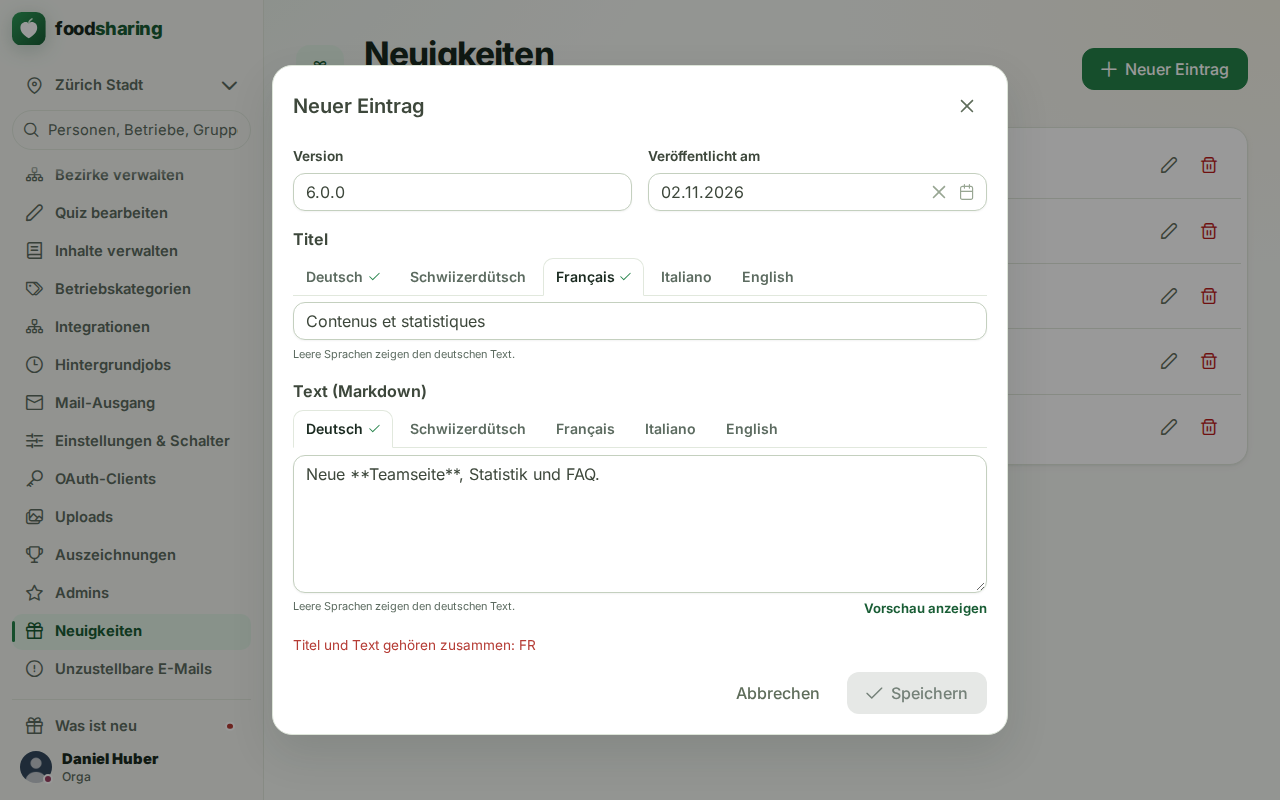 foodsharing
Zürich Stadt
Personen, Betriebe, Grupp
Bezirke verwalten
Quiz bearbeiten
Inhalte verwalten
Betriebskategorien
Integrationen
Hintergrundjobs
Mail-Ausgang
Einstellungen & Schalter
OAuth-Clients
Uploads
Auszeichnungen
Admins
Neuigkeiten
Unzustellbare E-Mails
Was ist neu
Daniel Huber
Orga
Neuigkeiten
Neuer Eintrag
Neuer Eintrag
Version
Veröffentlicht am
6.0.0
02.11.2026
Titel
Deutsch
Schwiizerdütsch
Français
Italiano
English
Contenus et statistiques
Leere Sprachen zeigen den deutschen Text.
Text (Markdown)
Deutsch
Schwiizerdütsch
Français
Italiano
English
Neue **Teamseite**, Statistik und FAQ.
Leere Sprachen zeigen den deutschen Text.
Vorschau anzeigen
Titel und Text gehören zusammen: FR
Abbrechen
Speichern